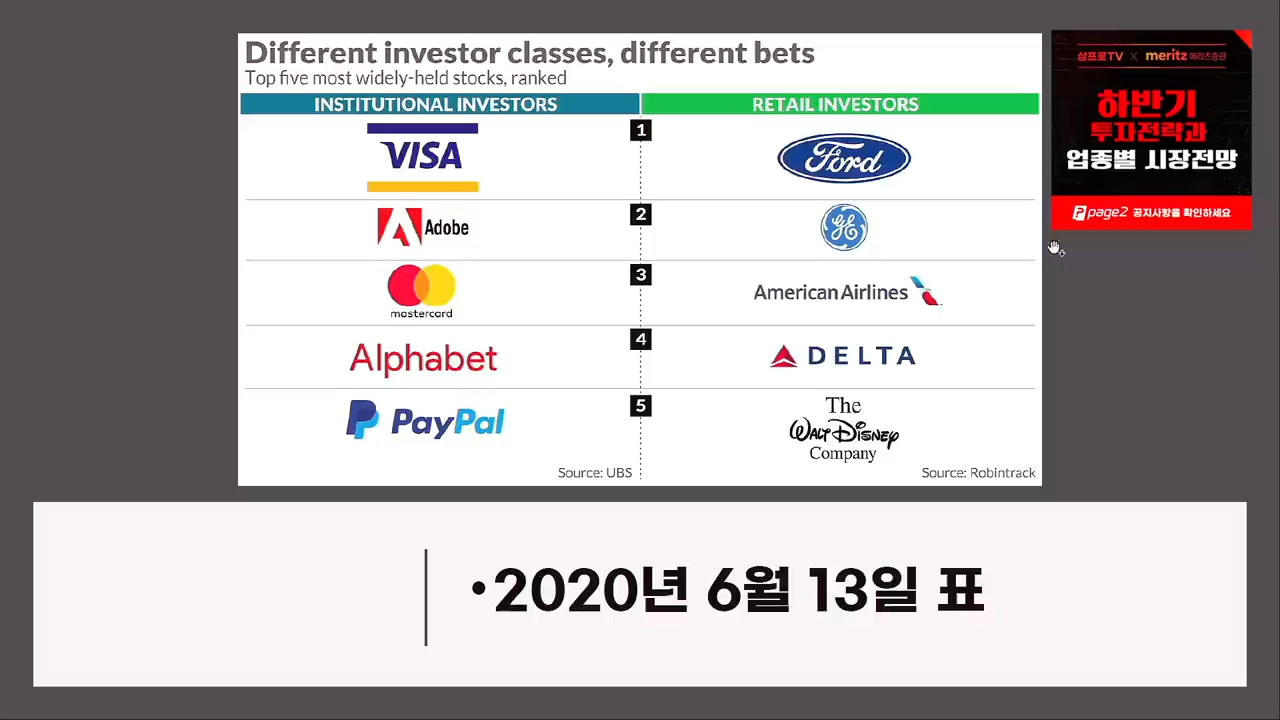 Different investor classes, different bets
Top five most widely-held stocks, ranked
INSTITUTIONAL INVESTORS
RETAIL INVESTORS
1
VISA
Ford
2
Adobe
GE
3
mastercard
American Airlines
4
Alphabet
DELTA
5
PayPal
The
WALT DISNEY
Company
Source: UBS
Source: Robintrack
삼프로TV X meritz 메리츠증권
하반기
투자전략과
업종별 시장전망
page2 공지사항을 확인하세요
•2020년 6월 13일 표